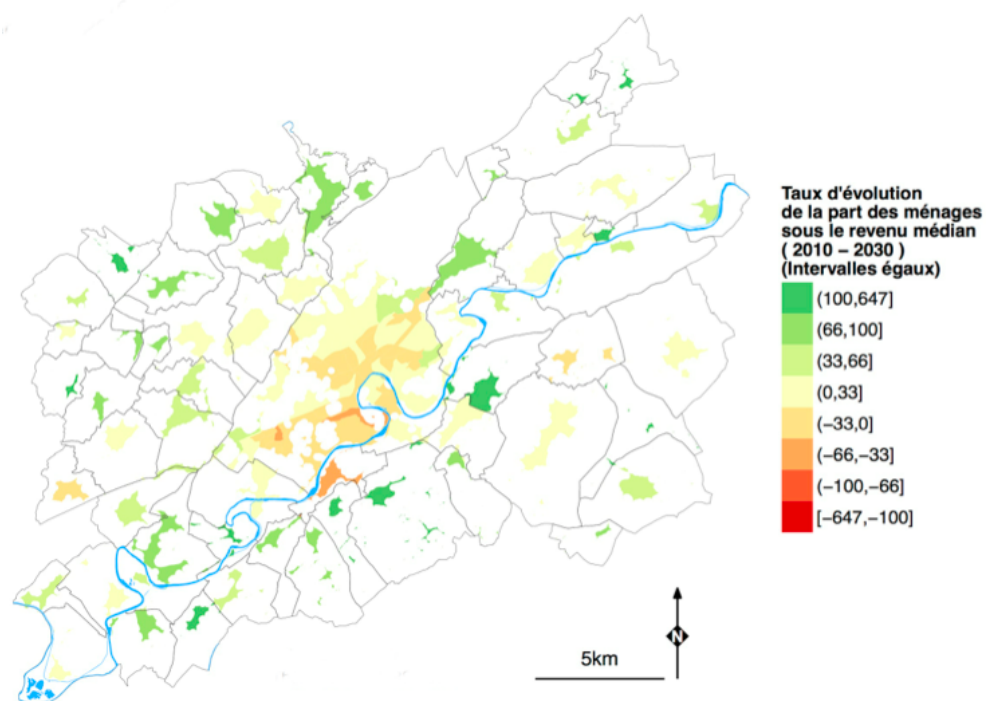 Taux d'évolution
de la part des ménages
sous le revenu médian
( 2010 – 2030 )
(Intervalles égaux)
(100,647]
(66,100]
(33,66]
(0,33]
(−33,0]
(−66,−33]
(−100,−66]
[−647,−100]
N
5km